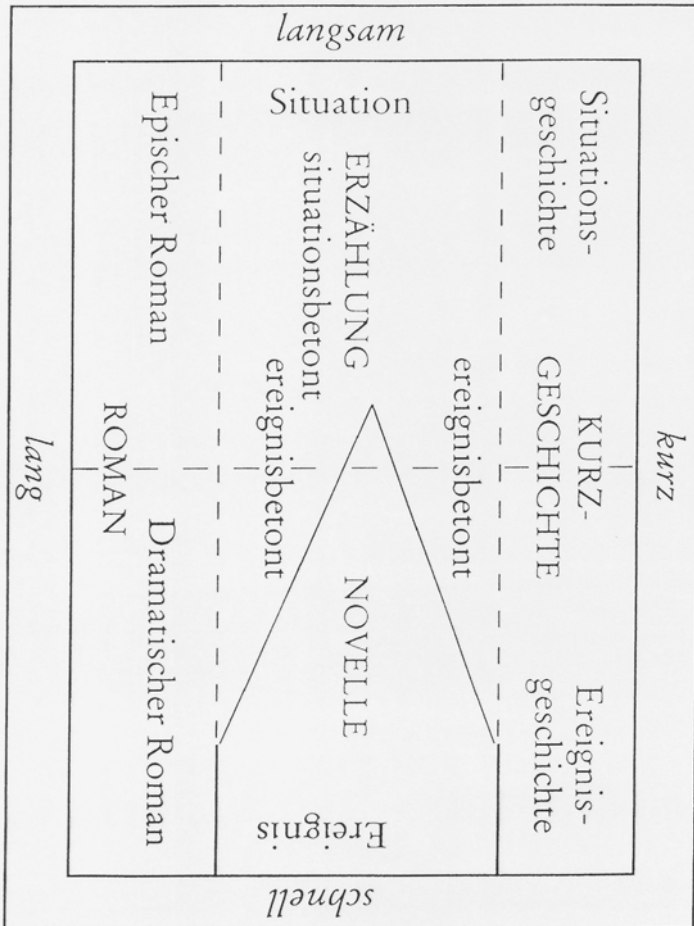 langsam
Situation
Situations-
geschichte
ERZÄHLUNG
situationsbetont
Epischer Roman
kurz
KURZ-
GESCHICHTE
ereignisbetont
ereignisbetont
ROMAN
lang
Ereignis-
geschichte
NOVELLE
Dramatischer Roman
Ereignis
schnell